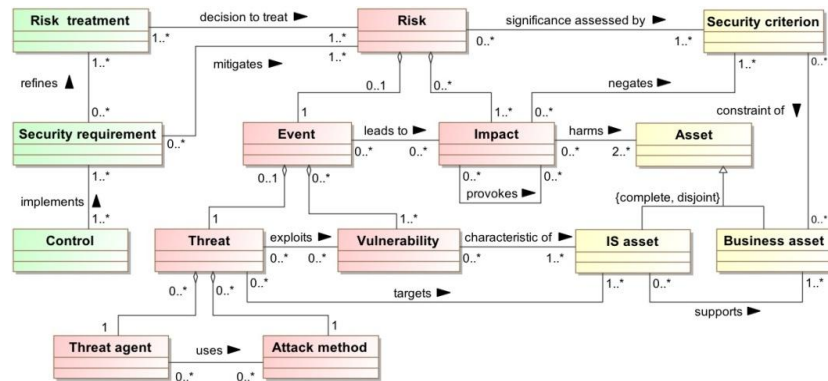 Risk treatment
decision to treat ►
Risk
significance assessed by ►
Security criterion
1..*
1..*
0..*
1..*
1..*
mitigates ►
1..*
1..*
0..*
refines ▲
0..1
0..*
negates ►
0..*
1
1..*
0..*
constraint of ▼
Security requirement
Event
leads to ►
Impact
harms ►
Asset
0..*
0..*
0..*
0..*
2..*
1..*
0..1
0..*
0..*
0..*
provokes ►
implements ▲
{complete, disjoint}
1..*
1
1..*
0..*
Control
Threat
exploits ►
Vulnerability
characteristic of ►
IS asset
Business asset
0..*
0..*
0..*
1..*
0..*
0..*
0..*
1..*
0..*
1..*
targets ►
supports ►
1
1
Threat agent
uses ►
Attack method
0..*
0..*